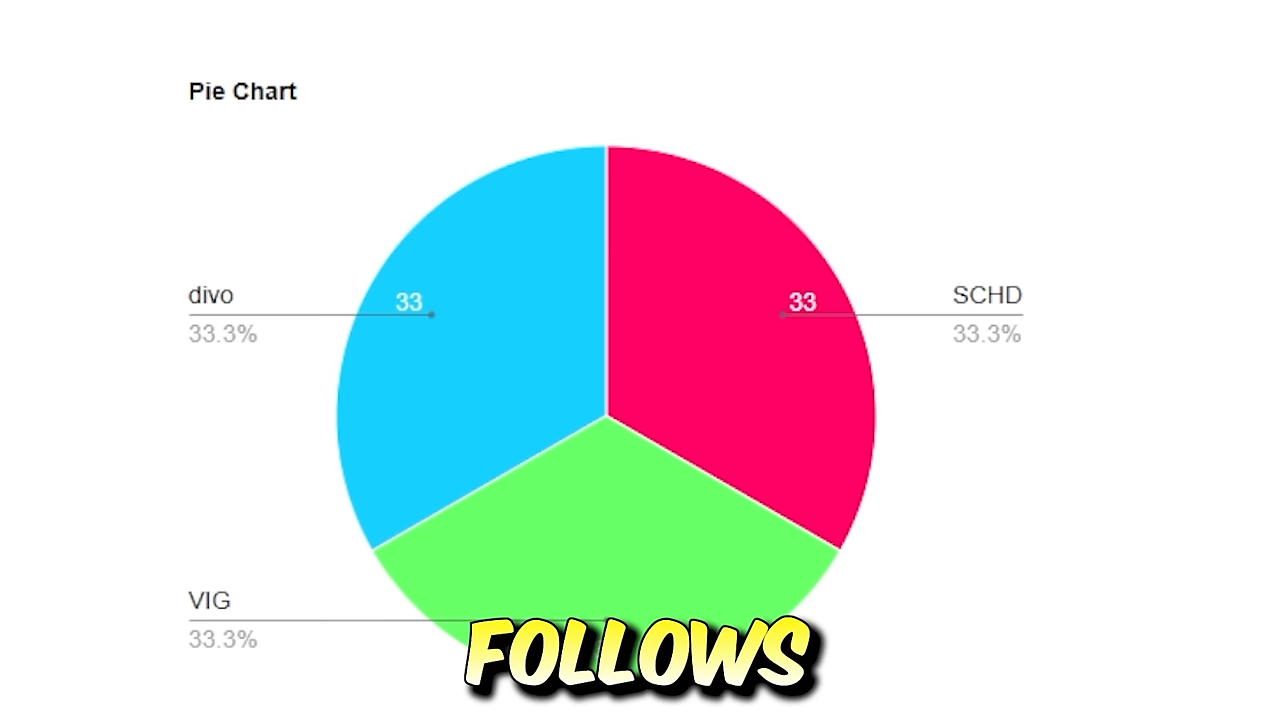 Pie Chart
divo
33.3%
33
33
SCHD
33.3%
VIG
33.3%
FOLLOWS